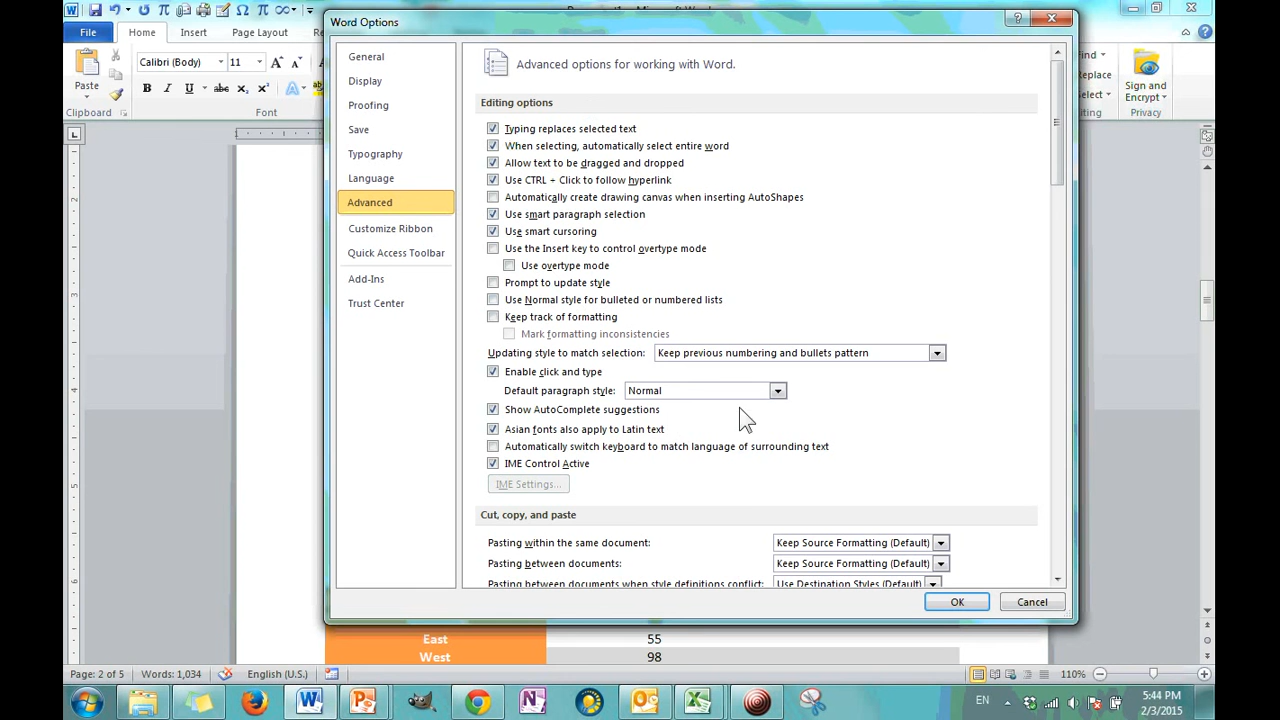 Word Options
File
Home
Insert
Page Layout
Calibri (Body)
11
Paste
Clipboard
Font
Replace
Sign and
Encrypt
Privacy
General
Display
Proofing
Save
Typography
Language
Advanced
Customize Ribbon
Quick Access Toolbar
Add-Ins
Trust Center
Advanced options for working with Word.
Editing options
Typing replaces selected text
When selecting, automatically select entire word
Allow text to be dragged and dropped
Use CTRL + Click to follow hyperlink
Automatically create drawing canvas when inserting AutoShapes
Use smart paragraph selection
Use smart cursoring
Use the Insert key to control overtype mode
Use overtype mode
Prompt to update style
Use Normal style for bulleted or numbered lists
Keep track of formatting
Mark formatting inconsistencies
Updating style to match selection: Keep previous numbering and bullets pattern
Enable click and type
Default paragraph style: Normal
Show AutoComplete suggestions
Asian fonts also apply to Latin text
Automatically switch keyboard to match language of surrounding text
IME Control Active
IME Settings...
Cut, copy, and paste
Pasting within the same document: Keep Source Formatting (Default)
Pasting between documents: Keep Source Formatting (Default)
Pasting between documents when style definitions conflict: Use Destination Styles (Default)
OK
Cancel
East 55
West 98
Page: 2 of 5
Words: 1,034
English (U.S.)
110%
EN
5:44 PM
2/3/2015